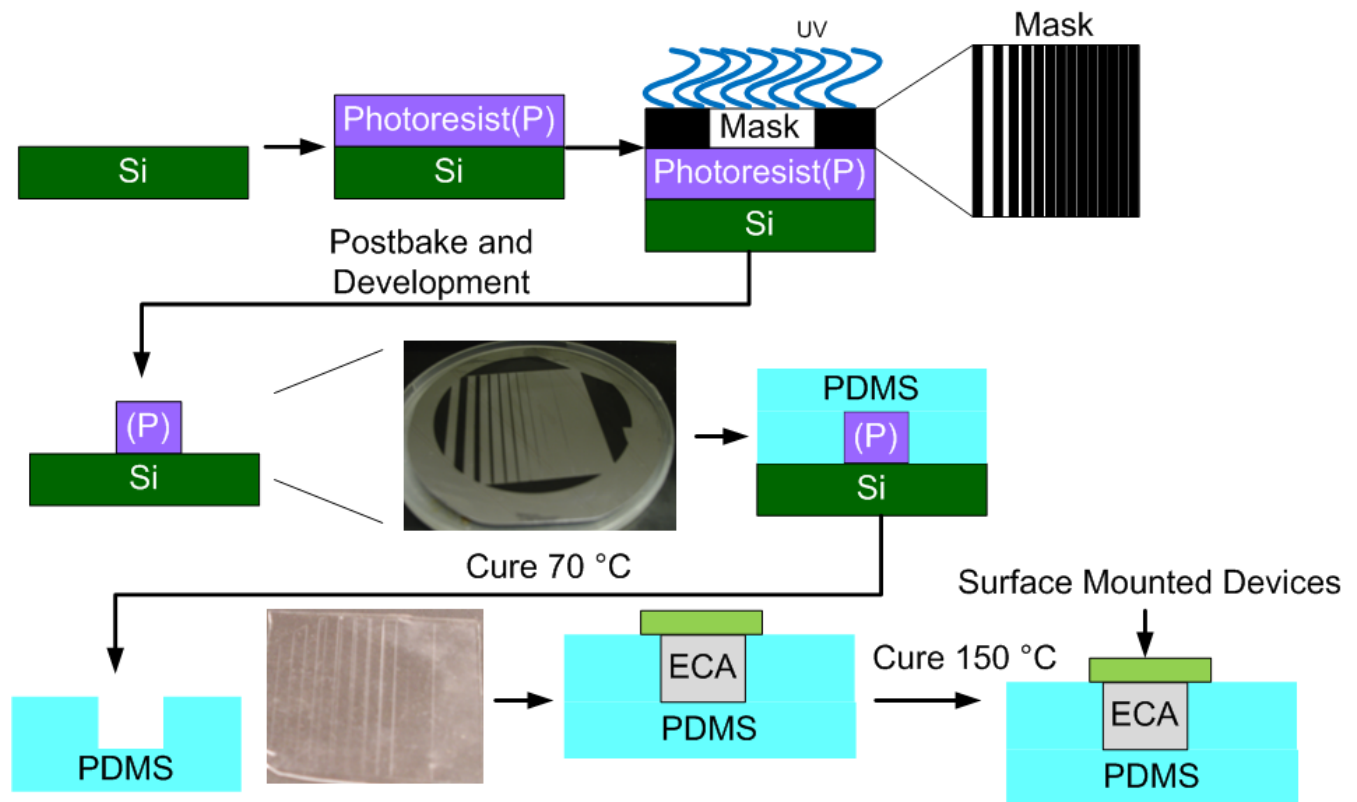 UV
Mask
Photoresist(P)
Si
Photoresist(P)
Si
Mask
Photoresist(P)
Si
Postbake and
Development
(P)
Si
PDMS
(P)
Si
Cure 70 °C
PDMS
ECA
PDMS
Cure 150 °C
Surface Mounted Devices
ECA
PDMS